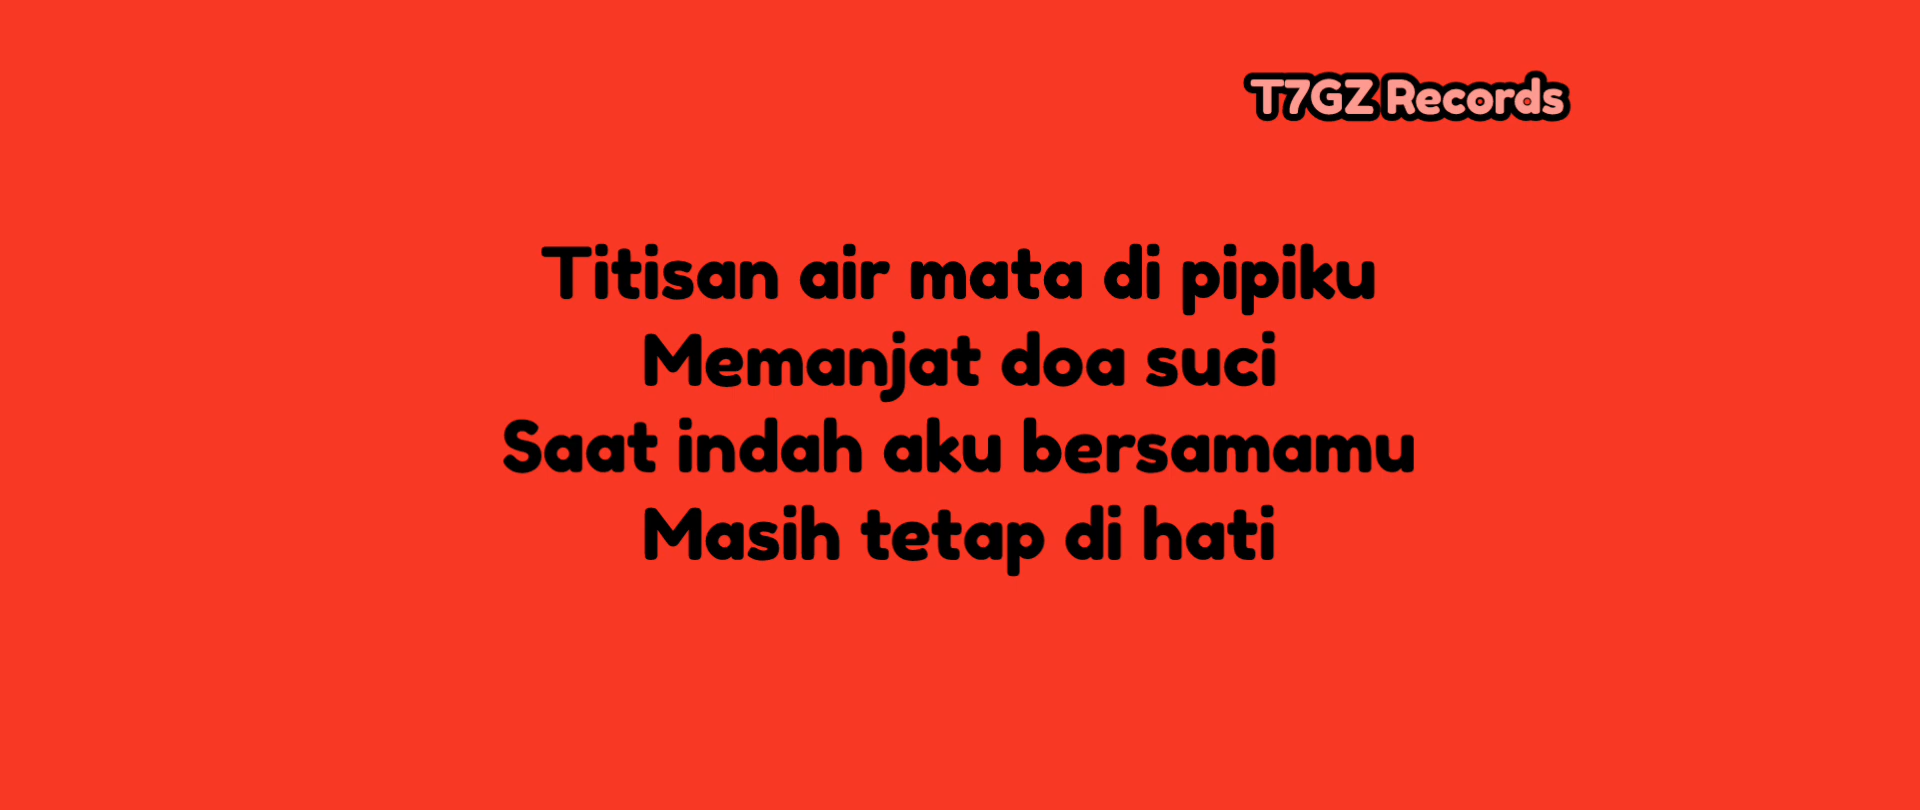 T7GZ Records
Titisan air mata di pipiku
Memanjat doa suci
Saat indah aku bersamamu
Masih tetap di hati